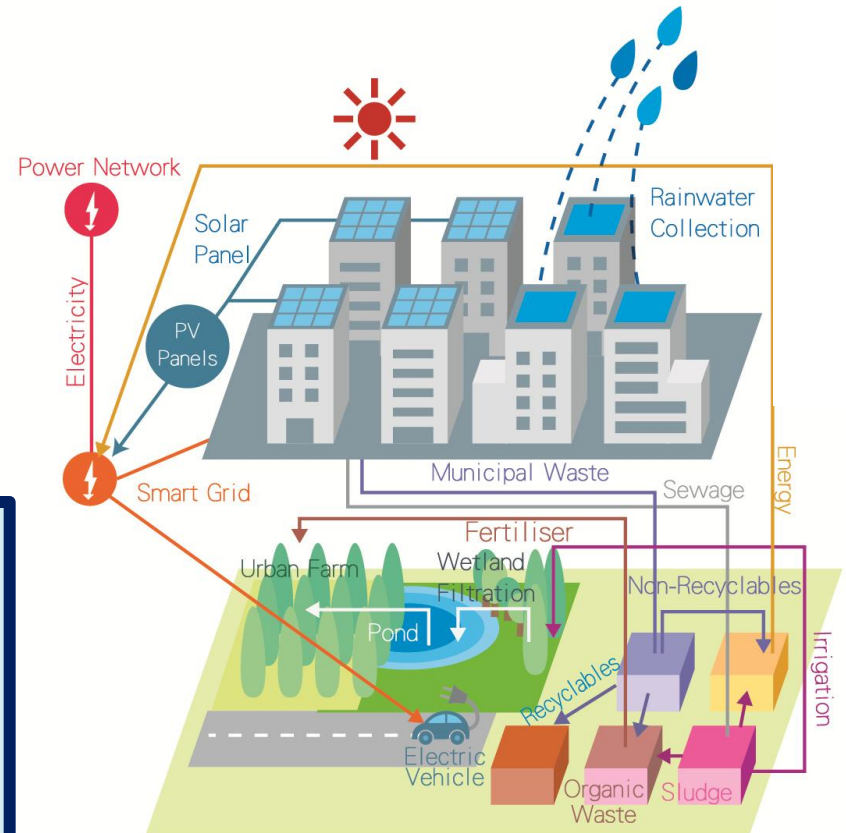 Power Network
Solar
Panel
Rainwater
Collection
Electricity
PV
Panels
Smart Grid
Municipal Waste
Sewage
Energy
Fertiliser
Urban Farm
Wetland
Filtration
Pond
Non-Recyclables
Irrigation
Recyclables
Electric
Vehicle
Organic
Waste
Sludge